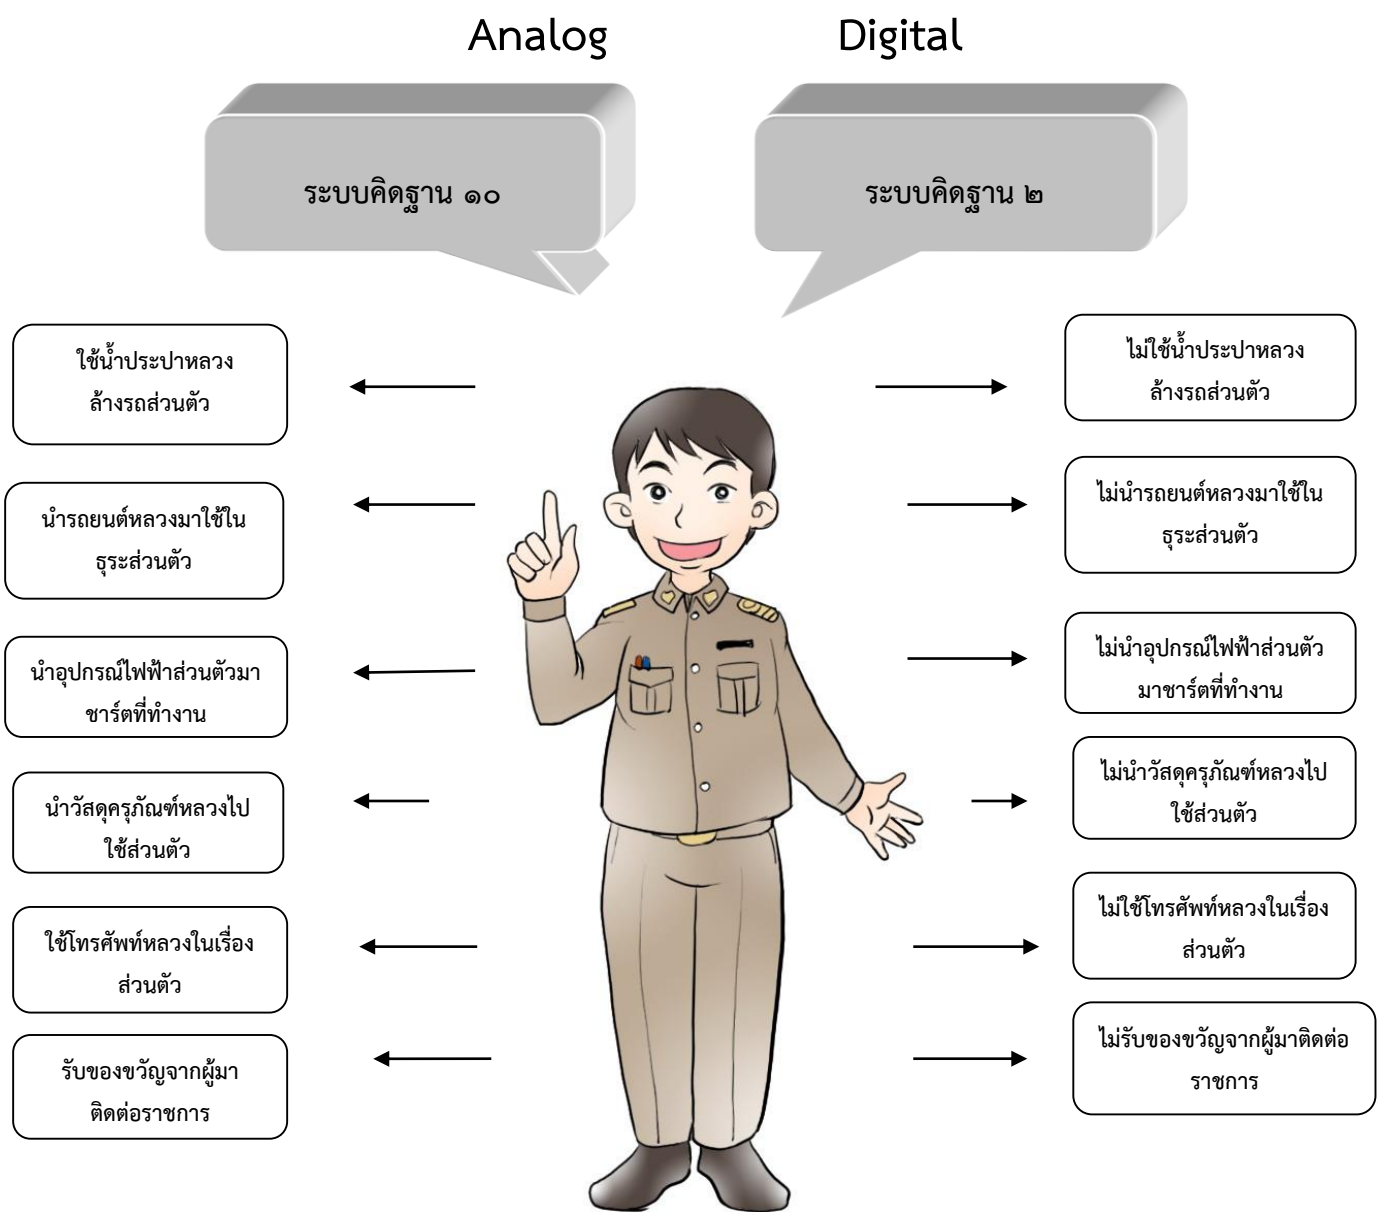 Analog
Digital
ระบบคิดฐาน ๑๐
ระบบคิดฐาน ๒
ใช้น้ำประปาหลวง
ล้างรถส่วนตัว
ไม่ใช้น้ำประปาหลวง
ล้างรถส่วนตัว
นำรถยนต์หลวงมาใช้ใน
ธุระส่วนตัว
ไม่นำรถยนต์หลวงมาใช้ใน
ธุระส่วนตัว
นำอุปกรณ์ไฟฟ้าส่วนตัวมา
ชาร์ตที่ทำงาน
ไม่นำอุปกรณ์ไฟฟ้าส่วนตัว
มาชาร์ตที่ทำงาน
นำวัสดุครุภัณฑ์หลวงไป
ใช้ส่วนตัว
ไม่นำวัสดุครุภัณฑ์หลวงไป
ใช้ส่วนตัว
ใช้โทรศัพท์หลวงในเรื่อง
ส่วนตัว
ไม่ใช้โทรศัพท์หลวงในเรื่อง
ส่วนตัว
รับของขวัญจากผู้มา
ติดต่อราชการ
ไม่รับของขวัญจากผู้มาติดต่อ
ราชการ